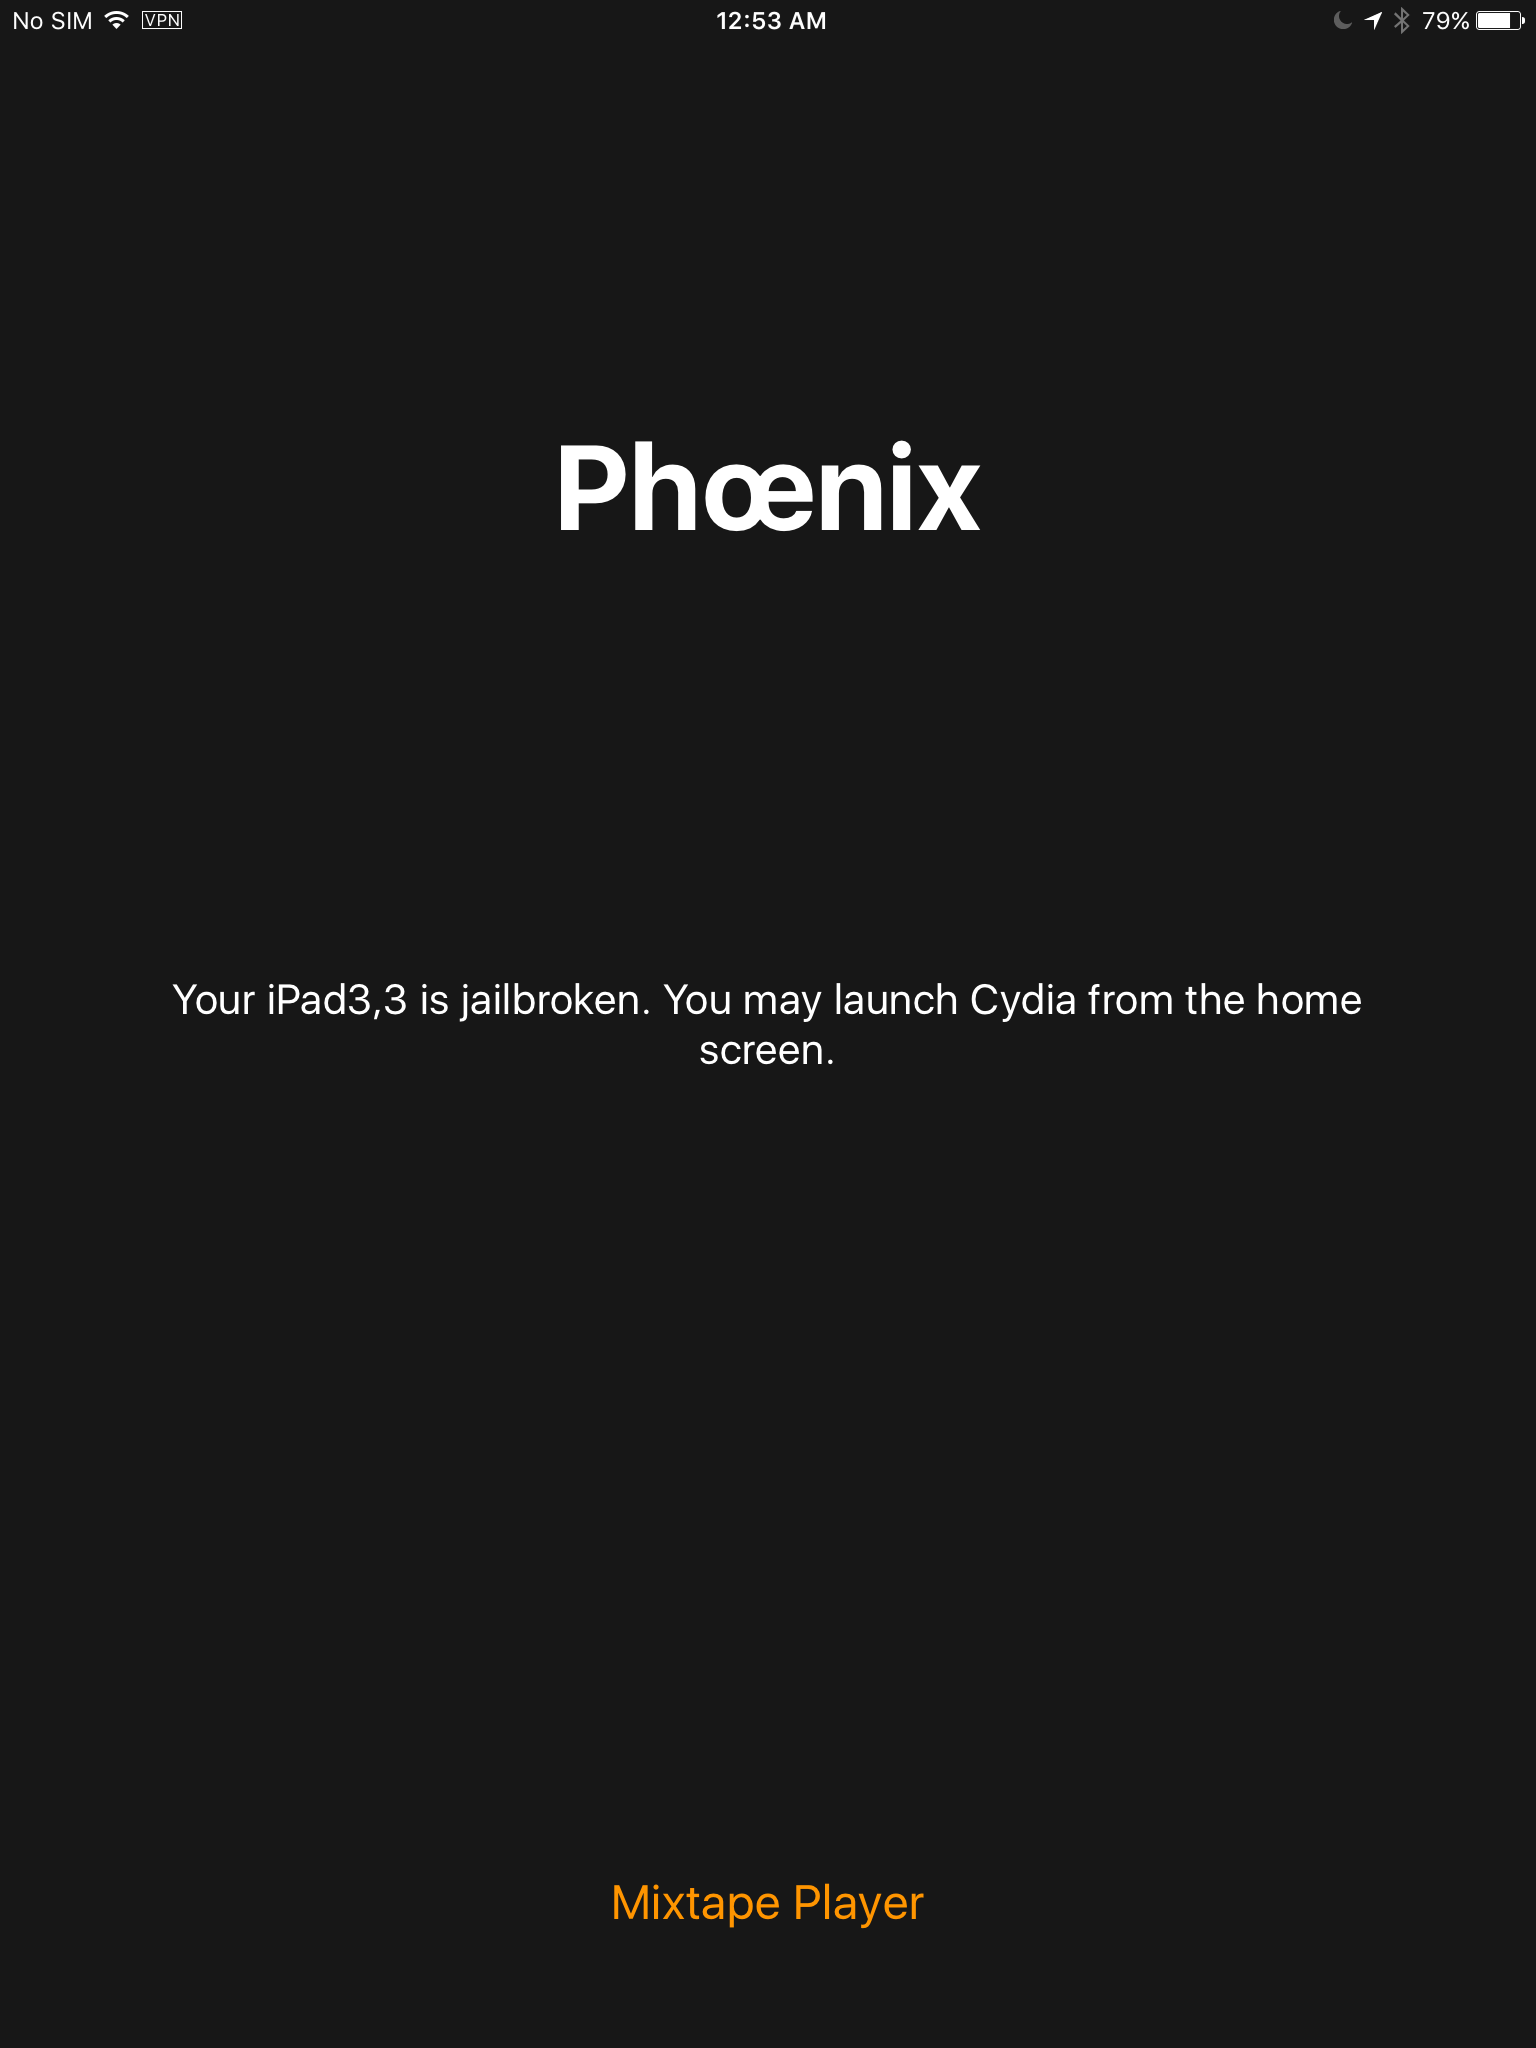 No SIM VPN 12:53 AM 79%
Phœnix
Your iPad3,3 is jailbroken. You may launch Cydia from the home
screen.
Mixtape Player